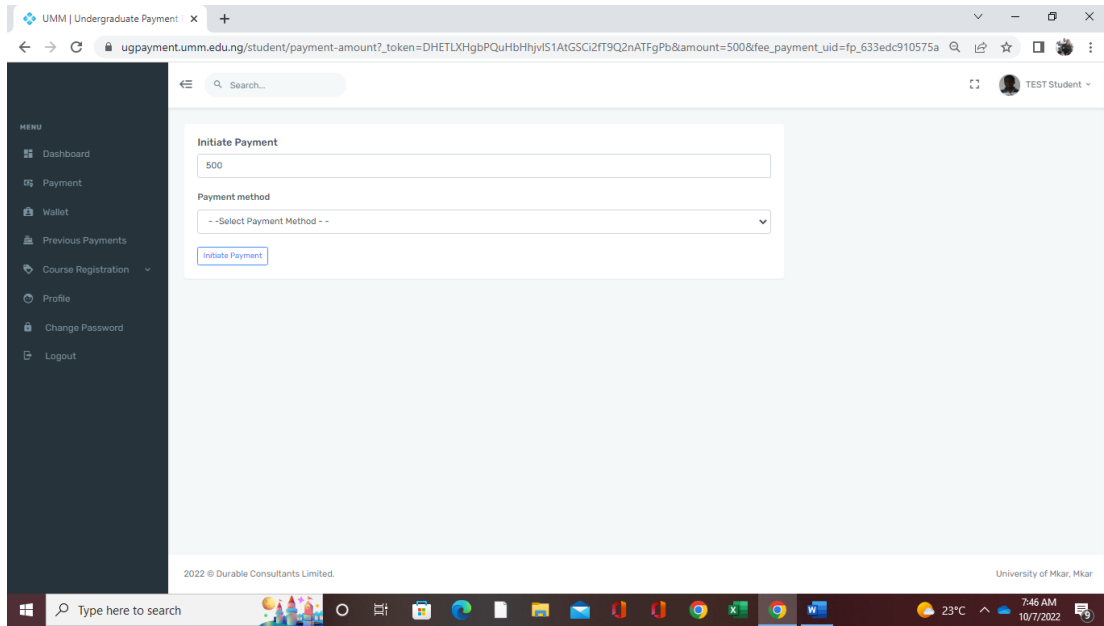 UMM | Undergraduate Payment
ugpayment.umm.edu.ng/student/payment-amount?_token=DHETLXHgbPQuHbHhjvIS1AtGSCi2fT9Q2nATFgPb&amount=500&fee_payment_uid=fp_633edc910575a
Search...
TEST Student
MENU
Dashboard
Payment
Wallet
Previous Payments
Course Registration
Profile
Change Password
Logout
Initiate Payment
500
Payment method
- -Select Payment Method - -
Initiate Payment
2022 © Durable Consultants Limited.
University of Mkar, Mkar
Type here to search
23°C
7:46 AM
10/7/2022
9